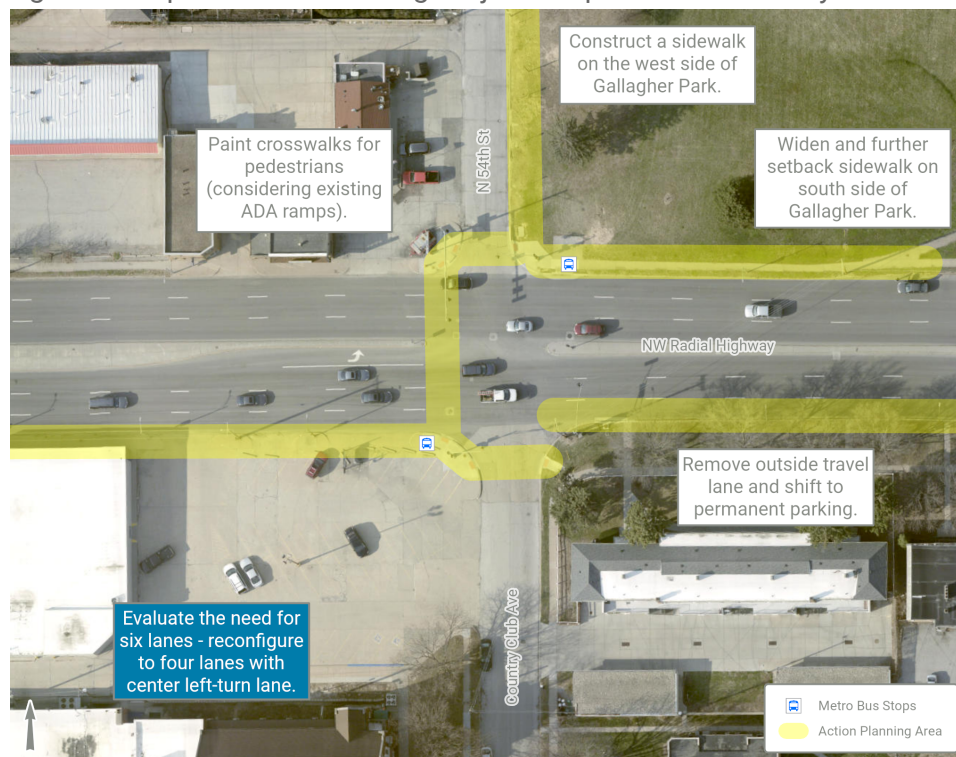 Construct a sidewalk
on the west side of
Gallagher Park.
Paint crosswalks for
pedestrians
(considering existing
ADA ramps).
N 54th St
Widen and further
setback sidewalk on
south side of
Gallagher Park.
NW Radial Highway
Remove outside travel
lane and shift to
permanent parking.
Evaluate the need for
six lanes - reconfigure
to four lanes with
center left-turn lane.
Country Club Ave
Metro Bus Stops
Action Planning Area